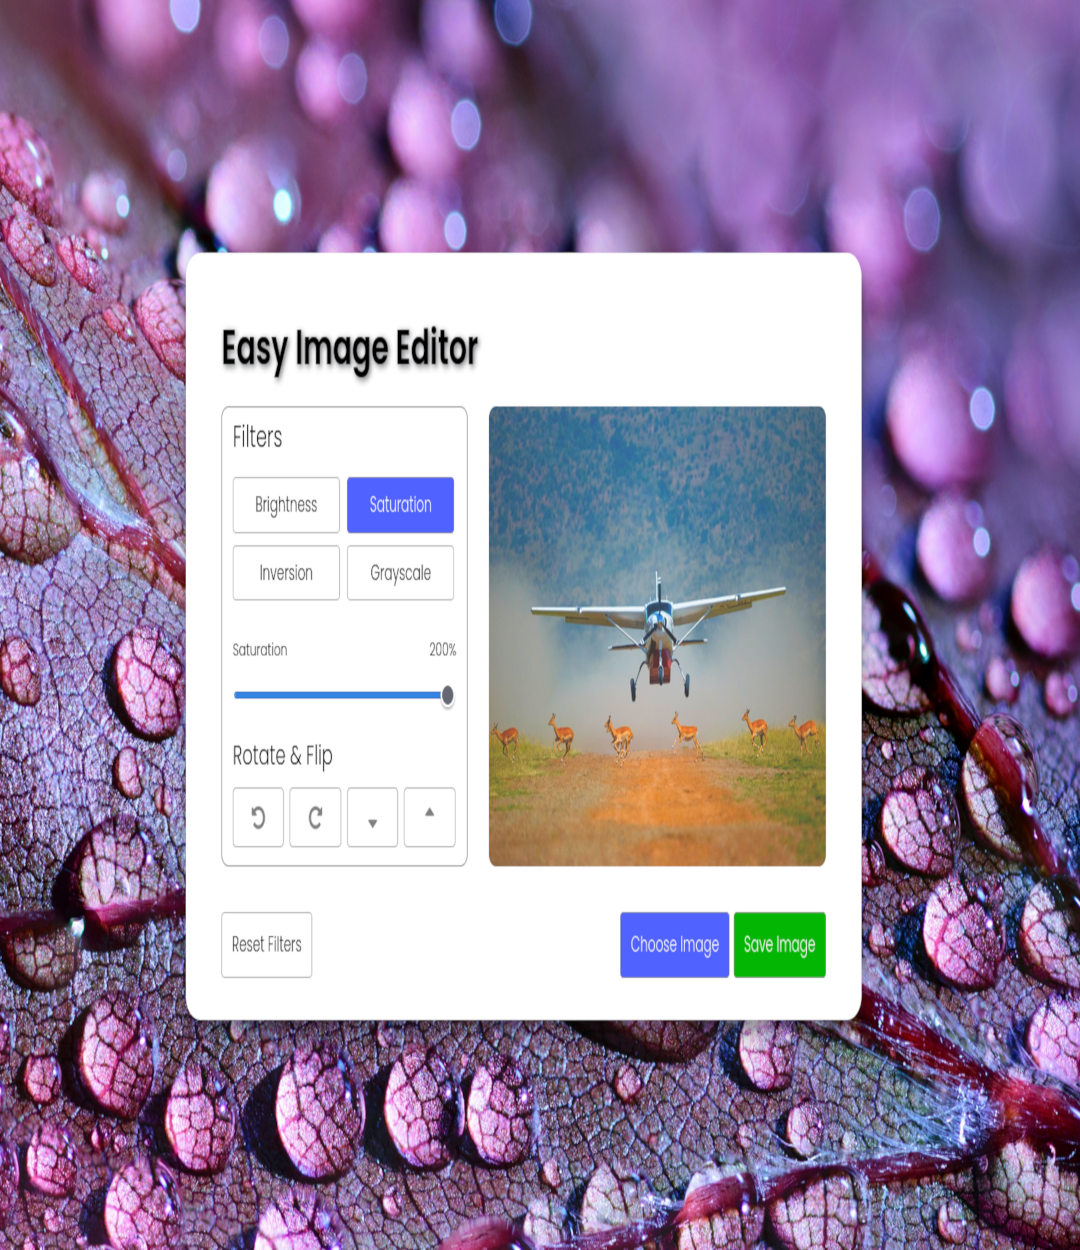 Easy Image Editor
Filters
Brightness
Saturation
Inversion
Grayscale
Saturation
200%
Rotate & Flip
Reset Filters
Choose Image
Save Image